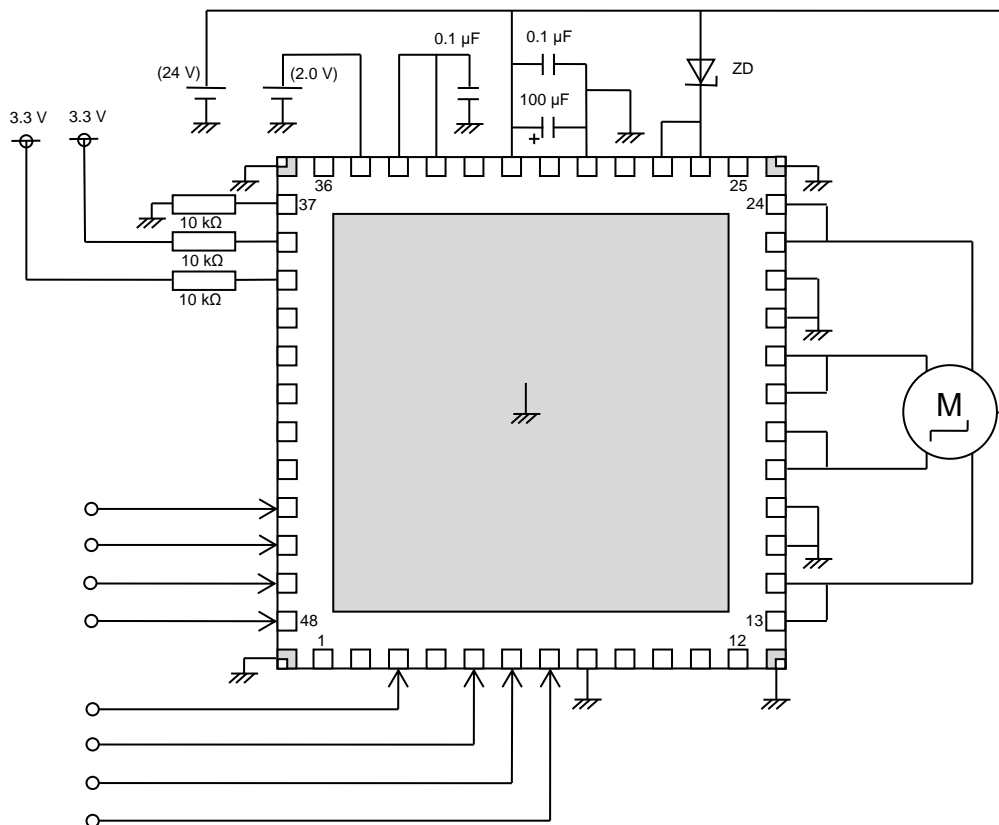 0.1 µF
0.1 µF
(24 V)
(2.0 V)
ZD
100 µF
+
3.3 V
3.3 V
36
25
37
24
10 kΩ
10 kΩ
10 kΩ
M
48
13
1
12